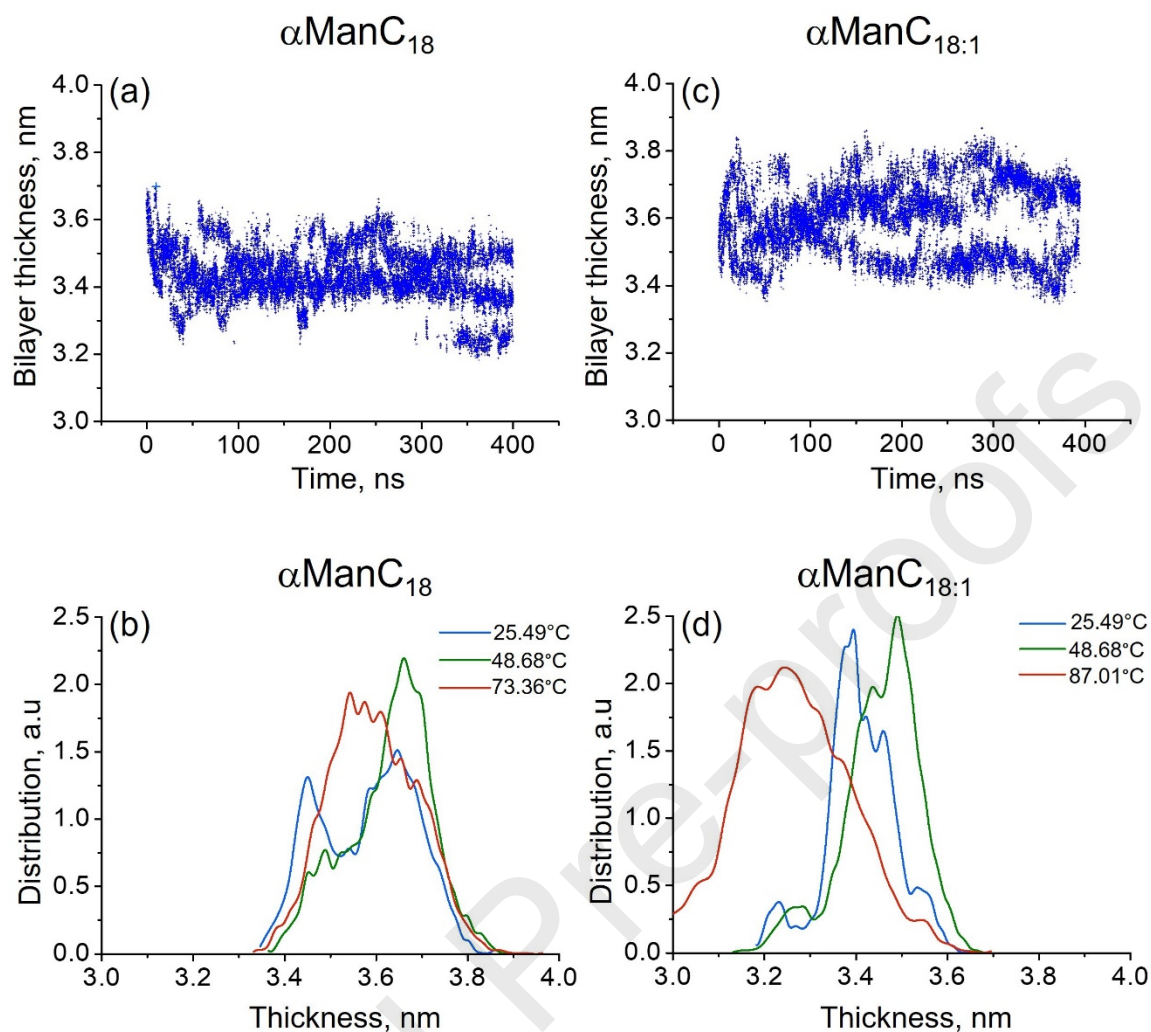 αManC18
αManC18:1
(a)
4.0
3.8
3.6
3.4
3.2
3.0
Bilayer thickness, nm
0 100 200 300 400
Time, ns
(c)
4.0
3.8
3.6
3.4
3.2
3.0
Bilayer thickness, nm
0 100 200 300 400
Time, ns
αManC18
αManC18:1
(b)
2.5
2.0
1.5
1.0
0.5
0.0
Distribution, a.u
25.49°C
48.68°C
73.36°C
3.0 3.2 3.4 3.6 3.8 4.0
Thickness, nm
(d)
2.5
2.0
1.5
1.0
0.5
0.0
Distribution, a.u
25.49°C
48.68°C
87.01°C
3.0 3.2 3.4 3.6 3.8 4.0
Thickness, nm
Pre-proofs